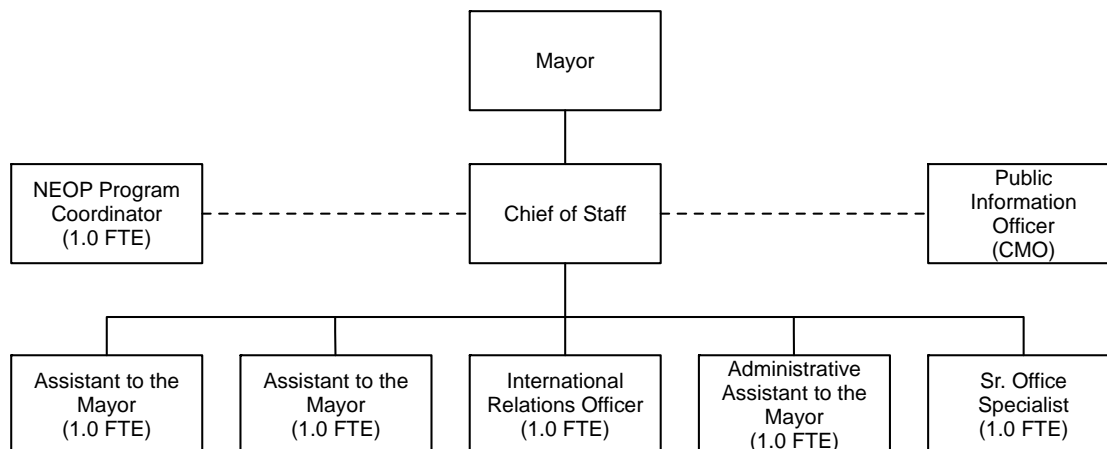 Mayor
NEOP Program
Coordinator
(1.0 FTE)
Chief of Staff
Public
Information
Officer
(CMO)
Assistant to the
Mayor
(1.0 FTE)
Assistant to the
Mayor
(1.0 FTE)
International
Relations Officer
(1.0 FTE)
Administrative
Assistant to the
Mayor
(1.0 FTE)
Sr. Office
Specialist
(1.0 FTE)